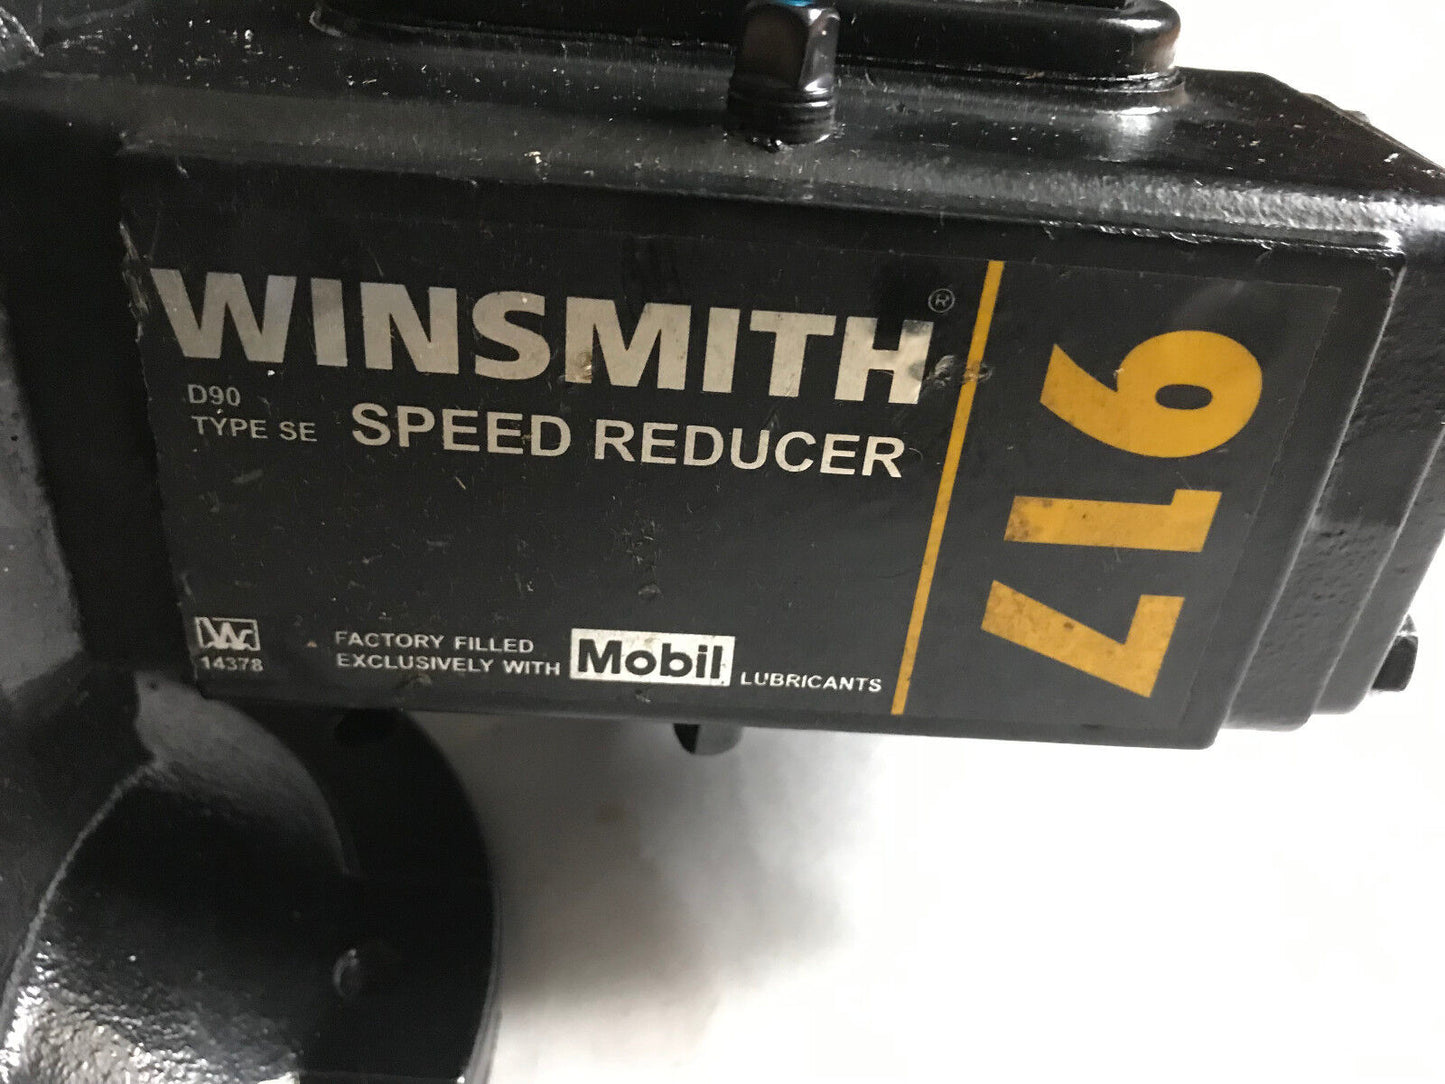 WINSMITH®
D90
TYPE SE
SPEED REDUCER
917
14378
FACTORY FILLED
EXCLUSIVELY WITH Mobil LUBRICANTS